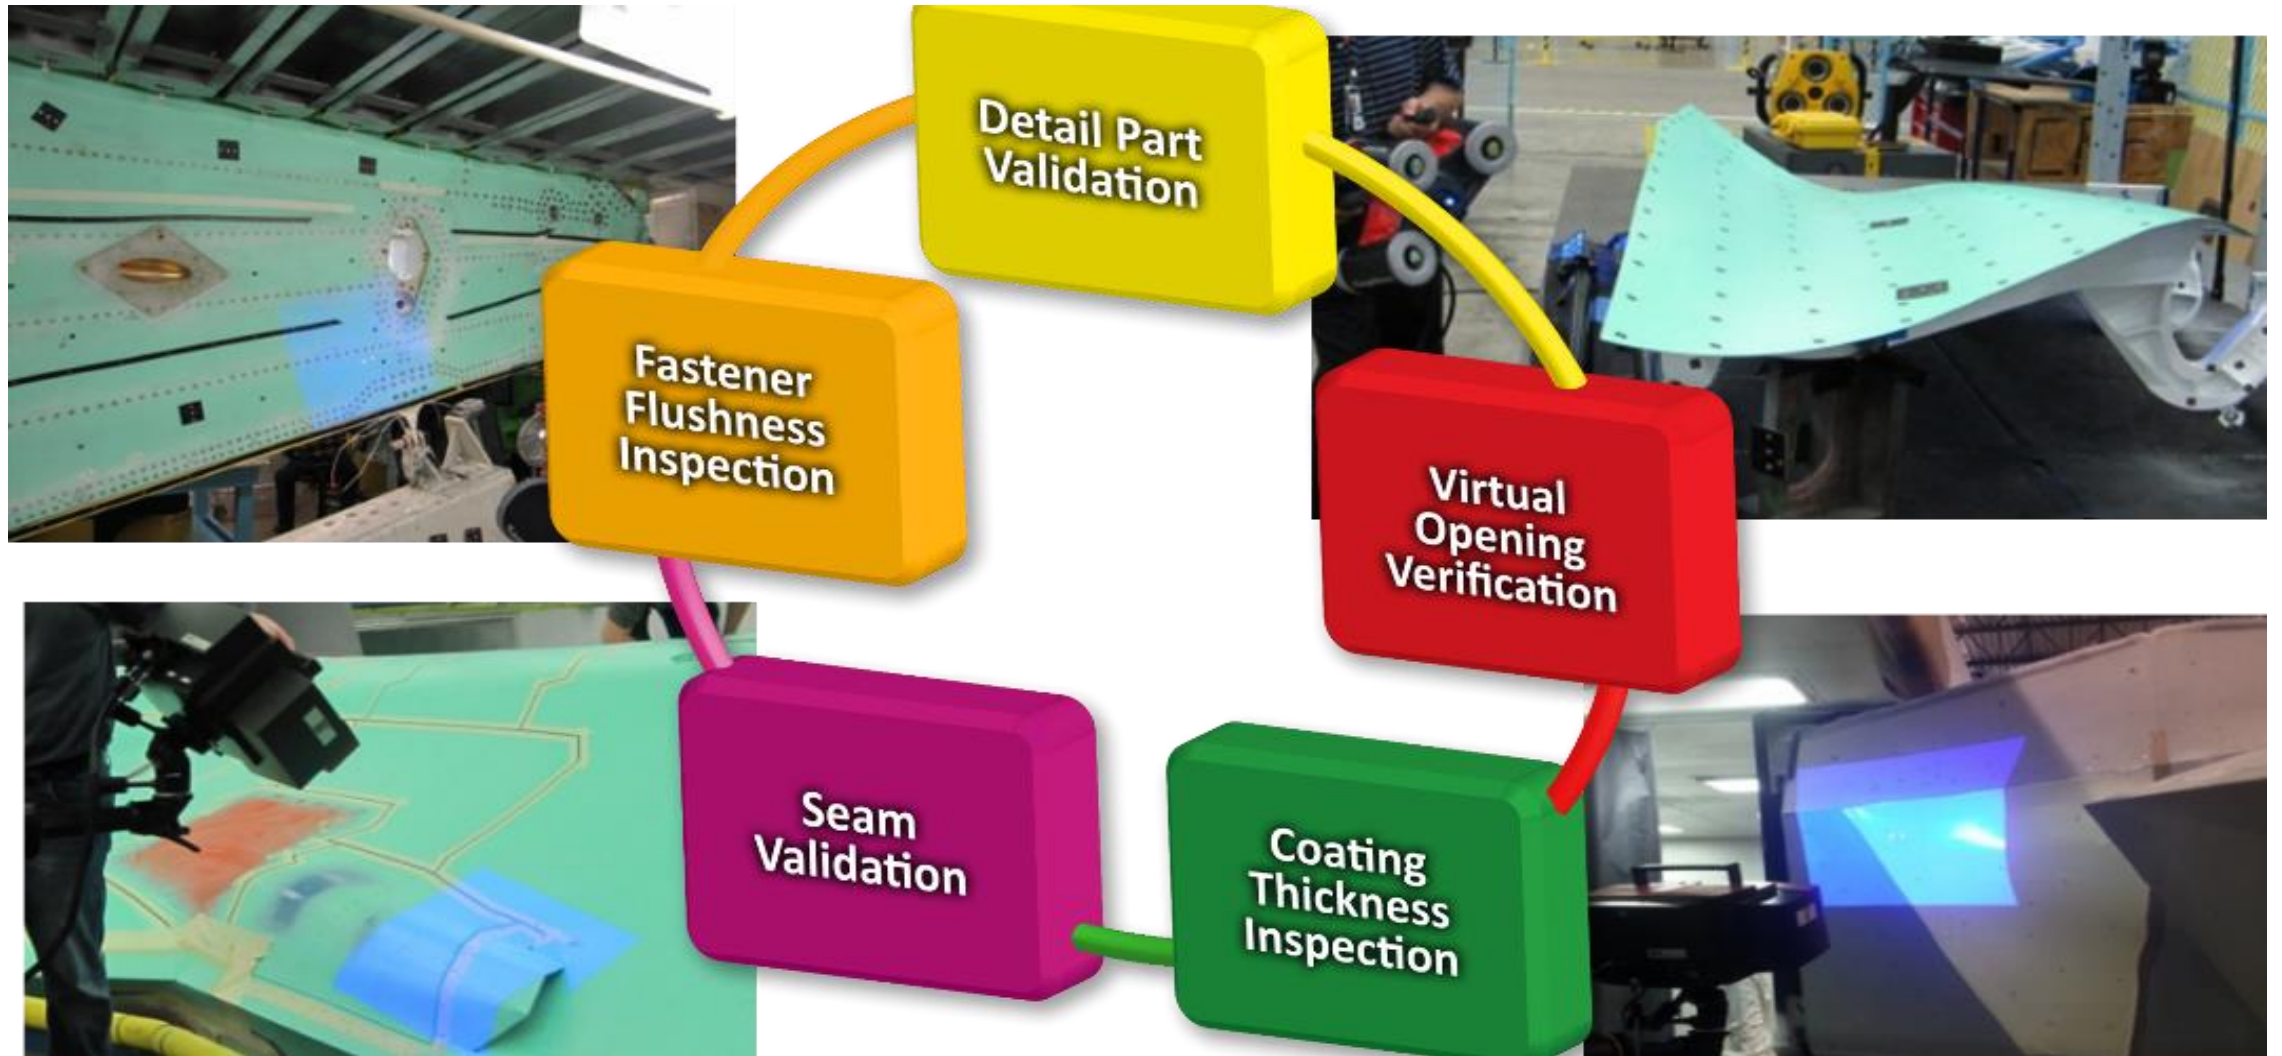 Detail Part
Validation
Fastener
Flushness
Inspection
Virtual
Opening
Verification
Seam
Validation
Coating
Thickness
Inspection